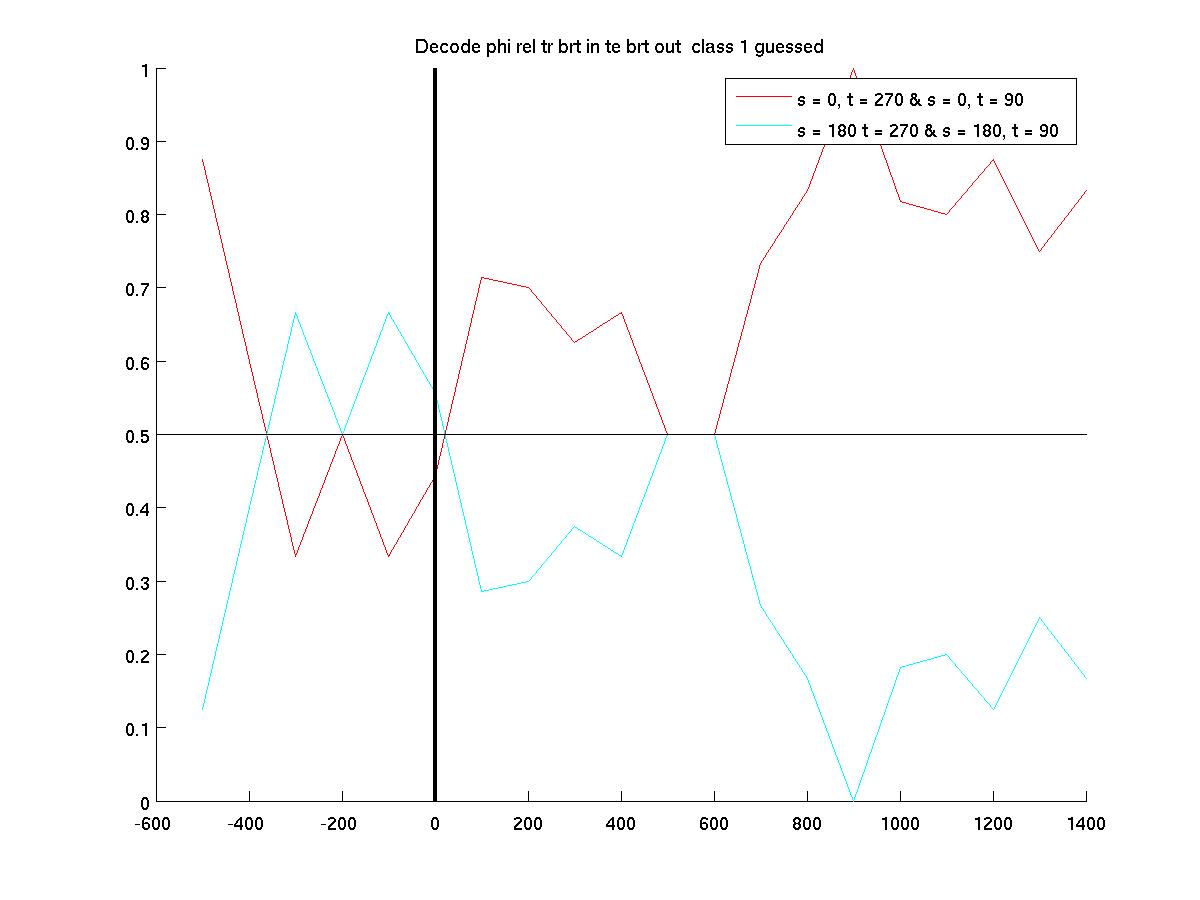 Decode phi rel tr brt in te brt out  class 1 guessed
s = 0, t = 270 & s = 0, t = 90
s = 180 t = 270 & s = 180, t = 90
1
0.9
0.8
0.7
0.6
0.5
0.4
0.3
0.2
0.1
0
-600 -400 -200 0 200 400 600 800 1000 1200 1400